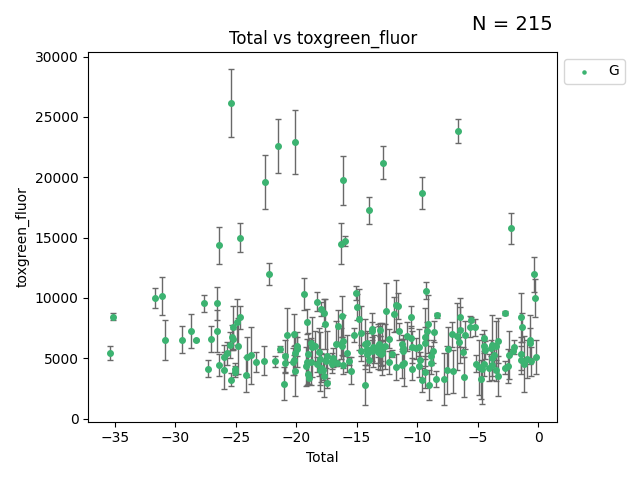 N = 215
Total vs toxgreen_fluor
G
30000
25000
20000
15000
10000
5000
0
toxgreen_fluor
−35 −30 −25 −20 −15 −10 −5 0
Total